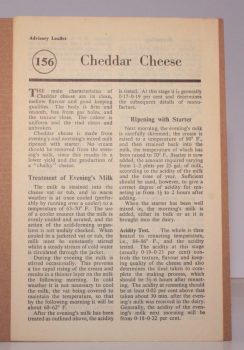 Advisory Leaflet
156
Cheddar Cheese
THE main characteristics of
Cheddar cheese are its clean,
mellow flavour and good keeping
qualities. The body is firm and
smooth, free from gas holes, and
the texture close. The colour is
uniform and the rind clean and
unbroken.
Cheddar cheese is made from
evening's and morning's mixed milk
ripened with starter. No cream
should be removed from the even-
ing's milk, since this results in a
lower yield and the production of
a "chalky" body.
Treatment of Evening's Milk
The milk is strained into the
cheese vat or tub, and in warm
weather is at once cooled (prefer-
ably by running over a cooler) to a
temperature of 65-70° F. The use
of a cooler ensures that the milk is
evenly cooled and aerated, and the
action of the acid-forming organ-
isms is not unduly checked. When
cooled in a jacketed vat or tub, the
milk must be constantly stirred
whilst a steady stream of cold water
is circulated through the jacket.
During the evening the milk is
stirred occasionally. This prevents
a too rapid rising of the cream and
results in a thinner layer on the milk
the following morning. In cold
weather it is not necessary to cool
the milk, the vat being covered to
maintain the temperature, so that
by the following morning it will be
about 60-62° F.
After the evening's milk has been
treated as outlined above, the acidity
is tested. At this stage it is generally
0·17-0·19 per cent and determines
the subsequent details of manu-
facture.
Ripening with Starter
Next morning, the evening's milk
is carefully skimmed; the cream is
raised to a temperature of 90° F.,
and then strained back into the
milk, the temperature of which has
been raised to 70° F. Starter is now
added, the amount required varying
from 1-3 pints per 25 gal. of milk
according to the acidity of the milk
and the time of year. Sufficient
should be used, however, to give a
correct degree of acidity for ren-
neting in from 1½ to 2 hours after
adding.
When the starter has been well
stirred in, the morning's milk is
added, either in bulk or as it is
brought into the dairy.
Acidity Test. The whole is then
heated to renneting temperature,
i.e., 84-86° F., and the acidity
tested. The acidity at this stage
usually 0·19-0·21 per cent, con-
trols the texture, flavour and keep-
ing quality of the cheese and also
determines the time taken to com-
plete the making process, which
should be 5½-6 hours after rennet-
ing. The acidity at renneting should
be at least 0·02 per cent above that
taken about 30 min. after the even-
ing's milk was received in the dairy.
Generally, the acidity of the even-
ing's milk next morning will be
from 0·18-0·22 per cent.